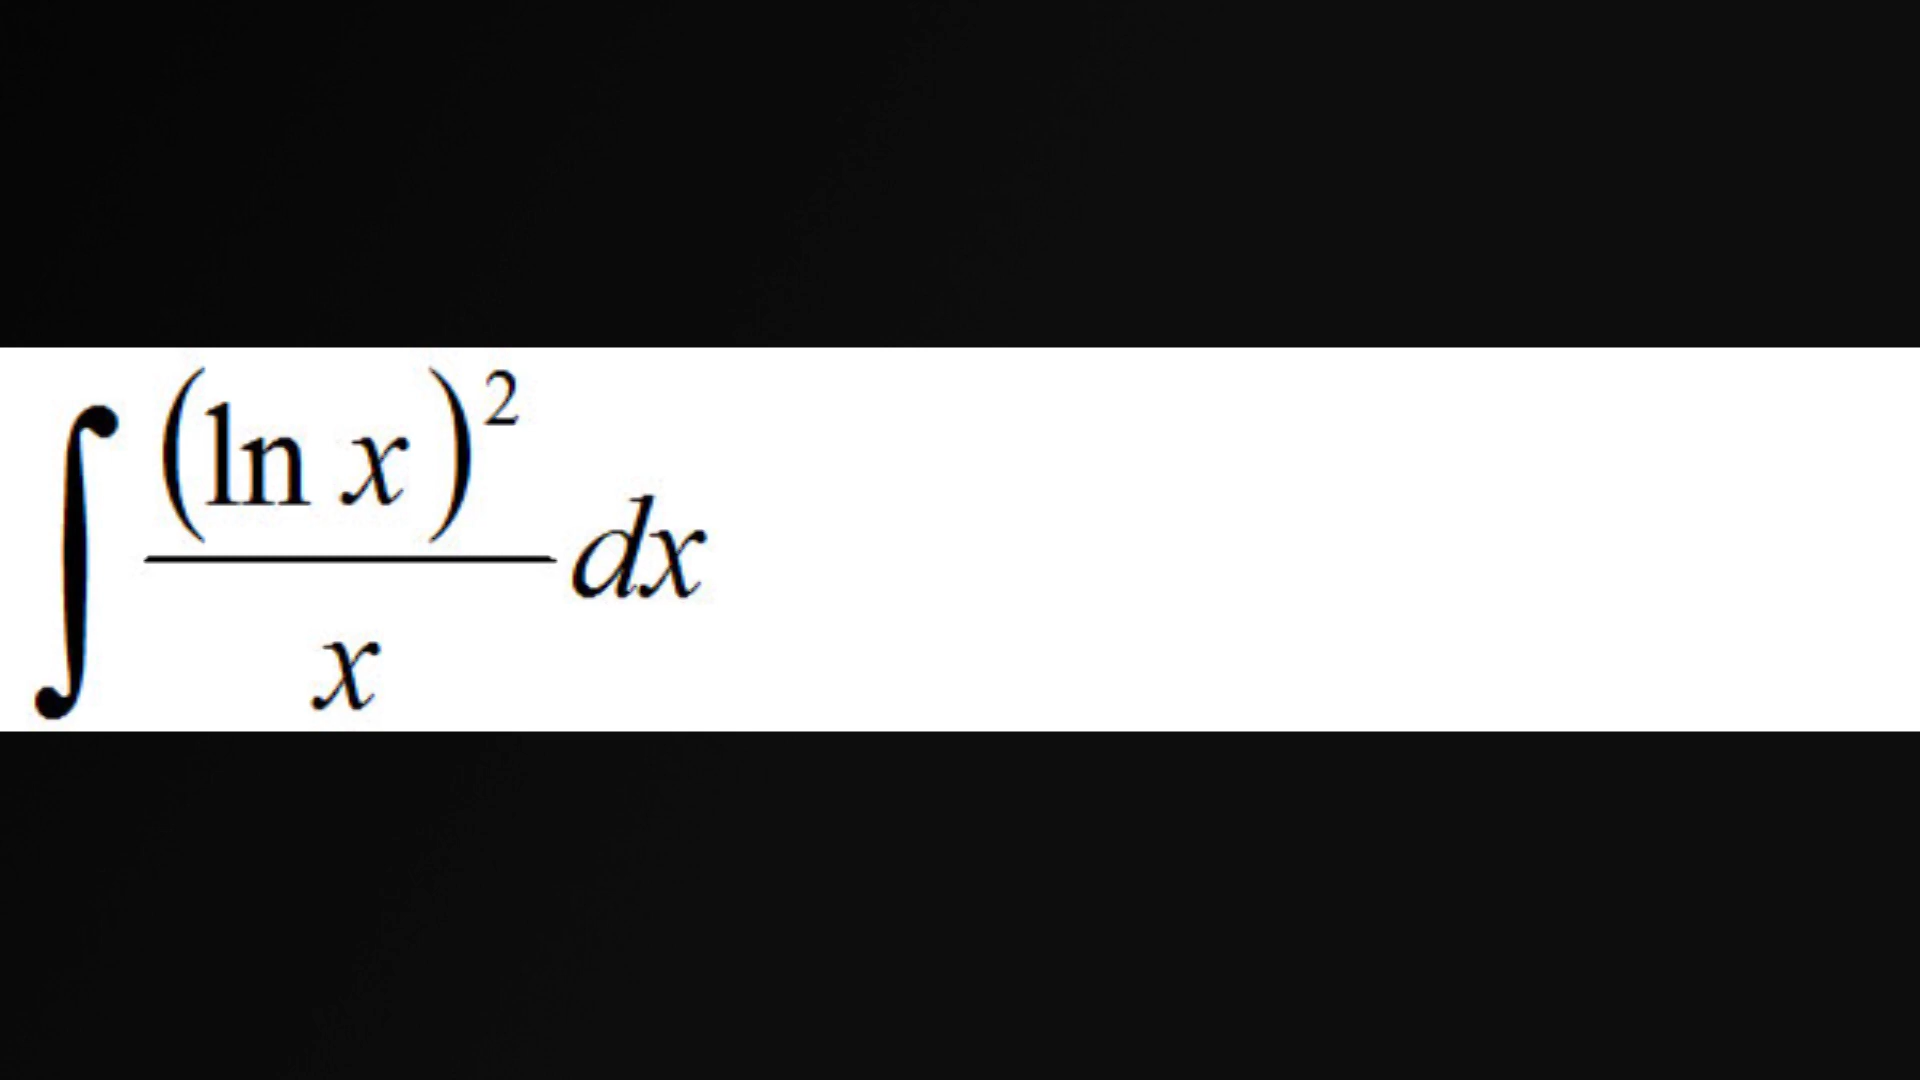 ∫ (ln x)² / x dx